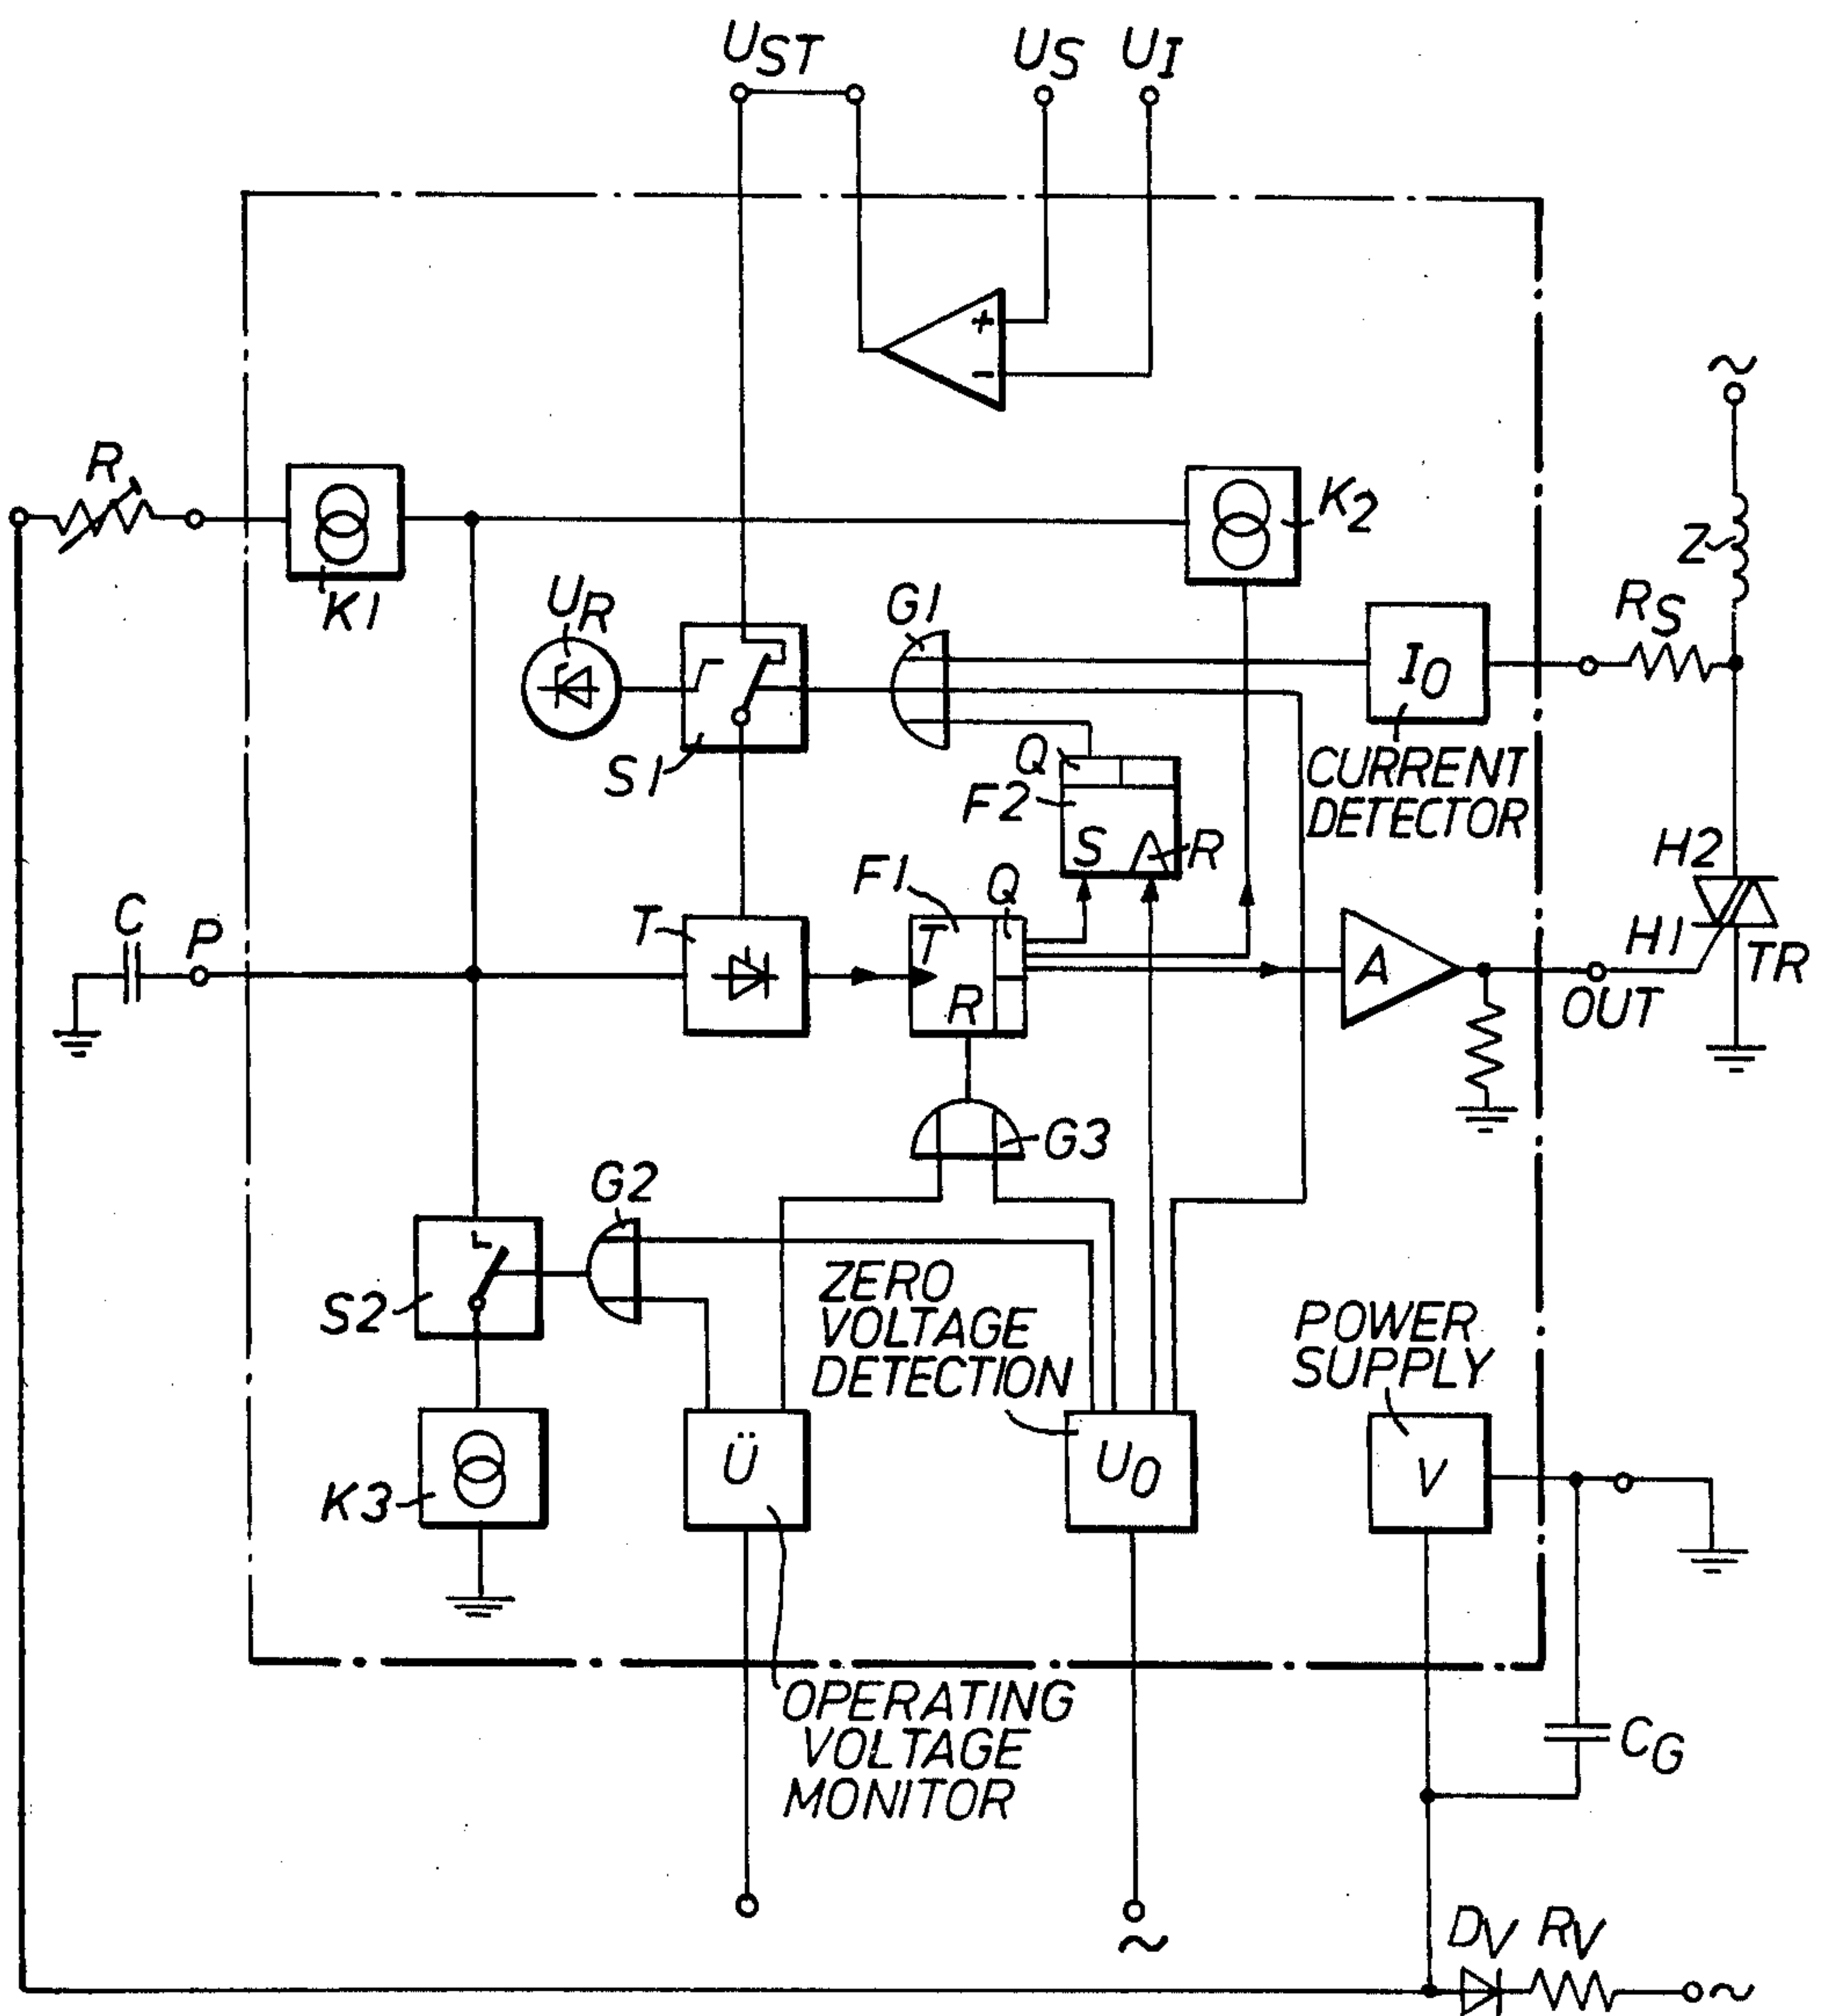 UST US UI
+
-
~
R
K1
K2
Z
UR
G1
RS
I0
S1
Q
F2
CURRENT
DETECTOR
S R
H2
F1
Q
C
P
T
T
R
A
H1
TR
OUT
G3
G2
S2
ZERO
VOLTAGE
DETECTION
POWER
SUPPLY
K3
Ü
U0
V
OPERATING
VOLTAGE
MONITOR
CG
~
DV RV
~